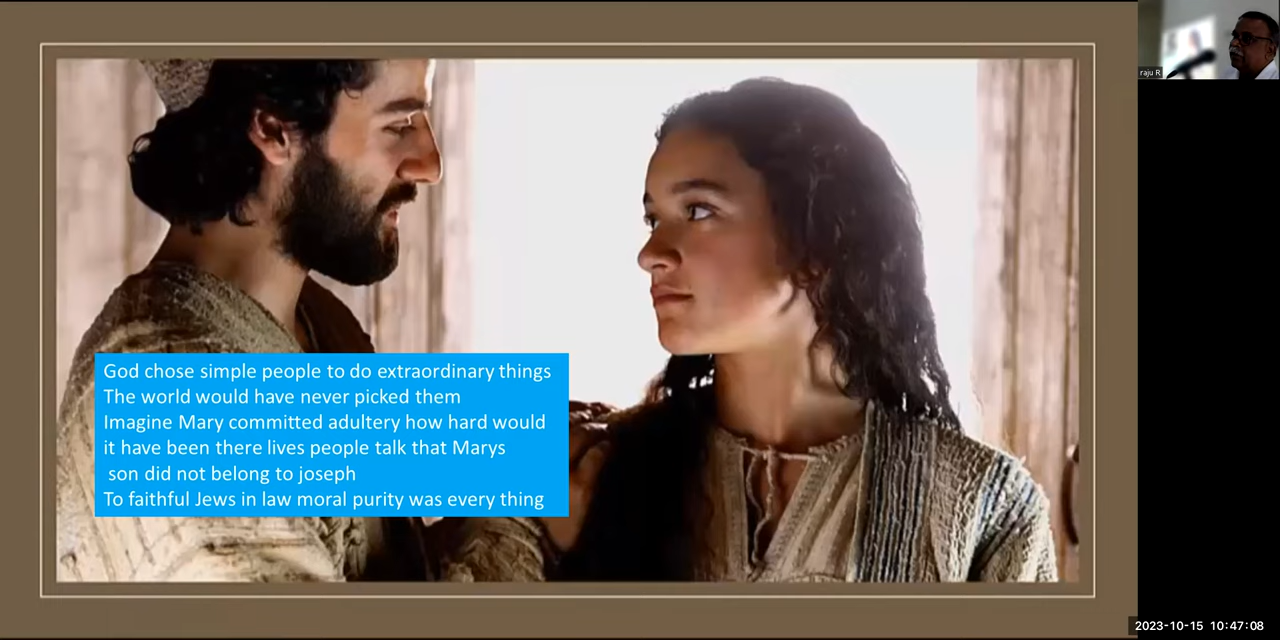 God chose simple people to do extraordinary things
The world would have never picked them
Imagine Mary committed adultery how hard would
it have been there lives people talk that Marys
son did not belong to joseph
To faithful Jews in law moral purity was every thing
raju R
2023-10-15 10:47:08